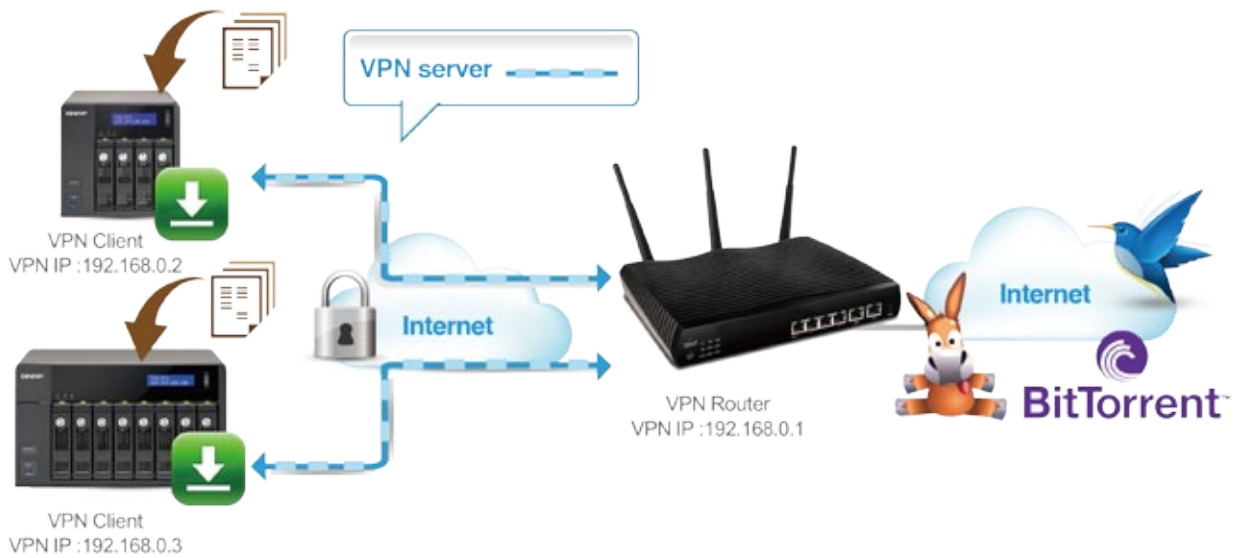 VPN server
VPN Client
VPN IP :192.168.0.2
Internet
VPN Client
VPN IP :192.168.0.3
VPN Router
VPN IP :192.168.0.1
Internet
BitTorrent